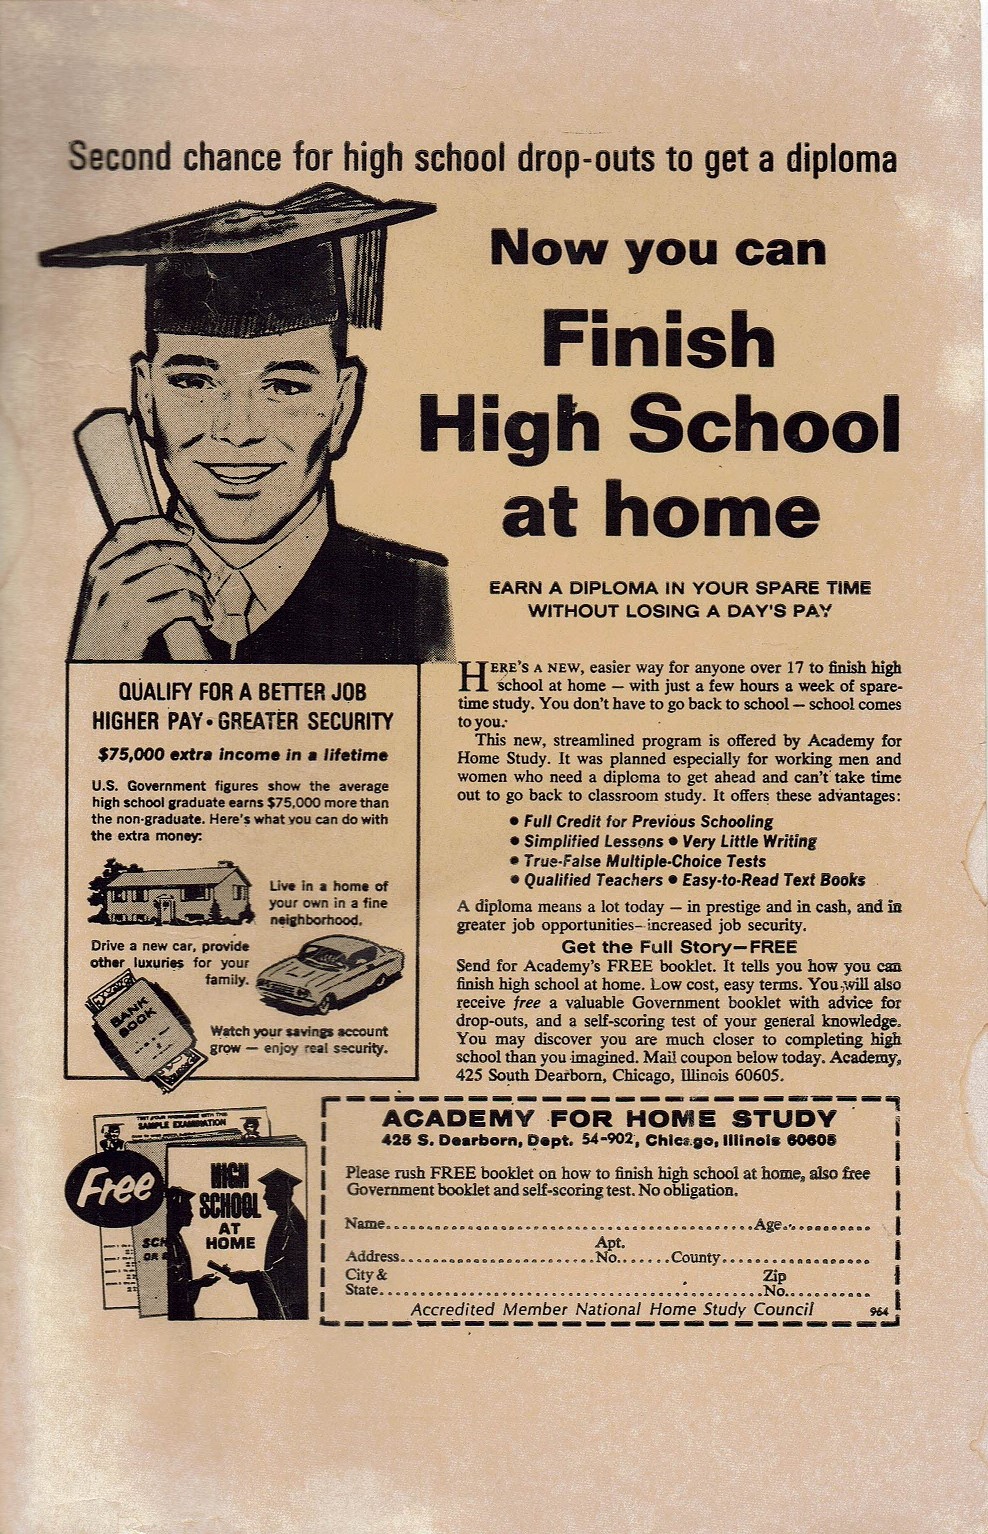 Second chance for high school drop-outs to get a diploma
Now you can
Finish
High School
at home
EARN A DIPLOMA IN YOUR SPARE TIME
WITHOUT LOSING A DAY'S PAY
QUALIFY FOR A BETTER JOB
HIGHER PAY • GREATER SECURITY
$75,000 extra income in a lifetime
U.S. Government figures show the average
high school graduate earns $75,000 more than
the non-graduate. Here's what you can do with
the extra money:
Live in a home of
your own in a fine
neighborhood.
Drive a new car, provide
other luxuries for your
family.
BANK
BOOK
Watch your savings account
grow — enjoy real security.
HERE'S A NEW, easier way for anyone over 17 to finish high
school at home — with just a few hours a week of spare-
time study. You don't have to go back to school — school comes
to you.
This new, streamlined program is offered by Academy for
Home Study. It was planned especially for working men and
women who need a diploma to get ahead and can't take time
out to go back to classroom study. It offers these advantages:
• Full Credit for Previous Schooling
• Simplified Lessons • Very Little Writing
• True-False Multiple-Choice Tests
• Qualified Teachers • Easy-to-Read Text Books
A diploma means a lot today — in prestige and in cash, and in
greater job opportunities—increased job security.
Get the Full Story—FREE
Send for Academy's FREE booklet. It tells you how you can
finish high school at home. Low cost, easy terms. You will also
receive free a valuable Government booklet with advice for
drop-outs, and a self-scoring test of your general knowledge.
You may discover you are much closer to completing high
school than you imagined. Mail coupon below today. Academy,
425 South Dearborn, Chicago, Illinois 60605.
TEST YOUR KNOWLEDGE WITH THIS
SAMPLE EXAMINATION
Free
SCH
OR
HIGH
SCHOOL
AT
HOME
ACADEMY FOR HOME STUDY
425 S. Dearborn, Dept. 54-902, Chicago, Illinois 60605
Please rush FREE booklet on how to finish high school at home, also free
Government booklet and self-scoring test. No obligation.
Name........................Age............
Apt.
Address........................No.......County............
City & Zip
State........................No............
Accredited Member National Home Study Council 964